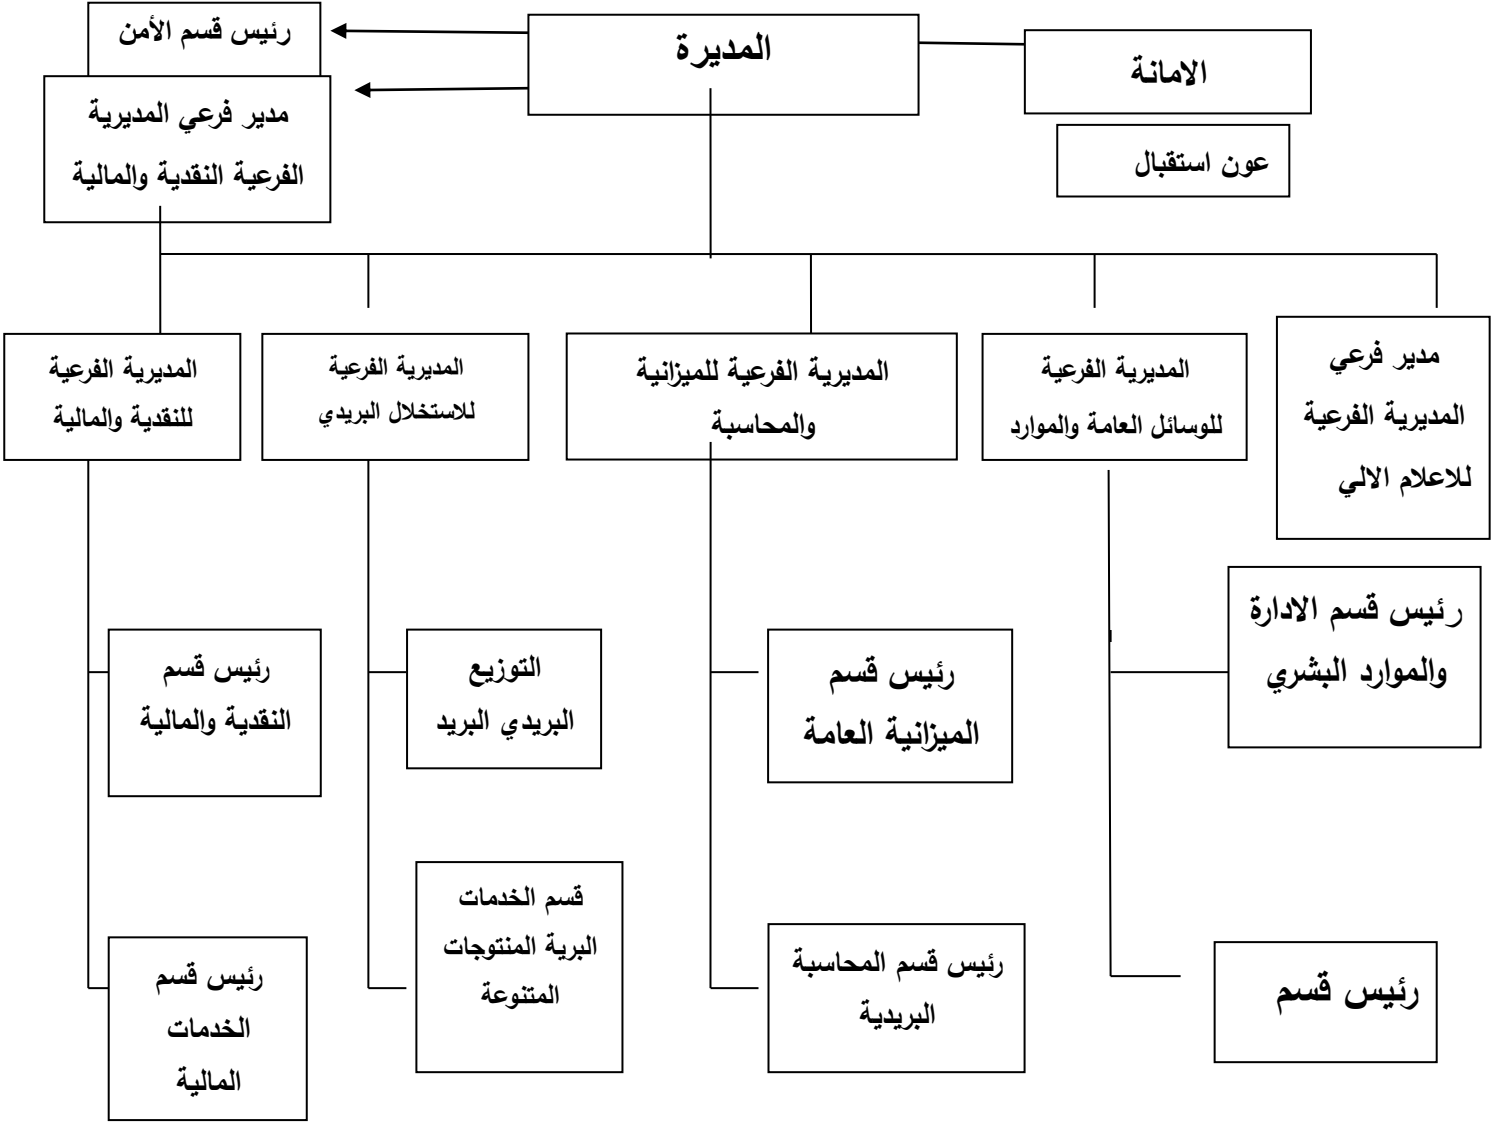 الامانة
المديرة
رئيس قسم الأمن
عون استقبال
مدير فرعي المديرية
الفرعية النقدية والمالية
مدير فرعي
المديرية الفرعية
للاعلام الالي
المديرية الفرعية
للوسائل العامة والموارد
المديرية الفرعية للميزانية
والمحاسبة
المديرية الفرعية
للاستخلال البريدي
المديرية الفرعية
للنقدية والمالية
رئيس قسم الادارة
والموارد البشري
رئيس قسم
الميزانية العامة
التوزيع
البريدي البريد
رئيس قسم
النقدية والمالية
رئيس قسم
رئيس قسم المحاسبة
البريدية
قسم الخدمات
البرية المنتوجات
المتنوعة
رئيس قسم
الخدمات
المالية